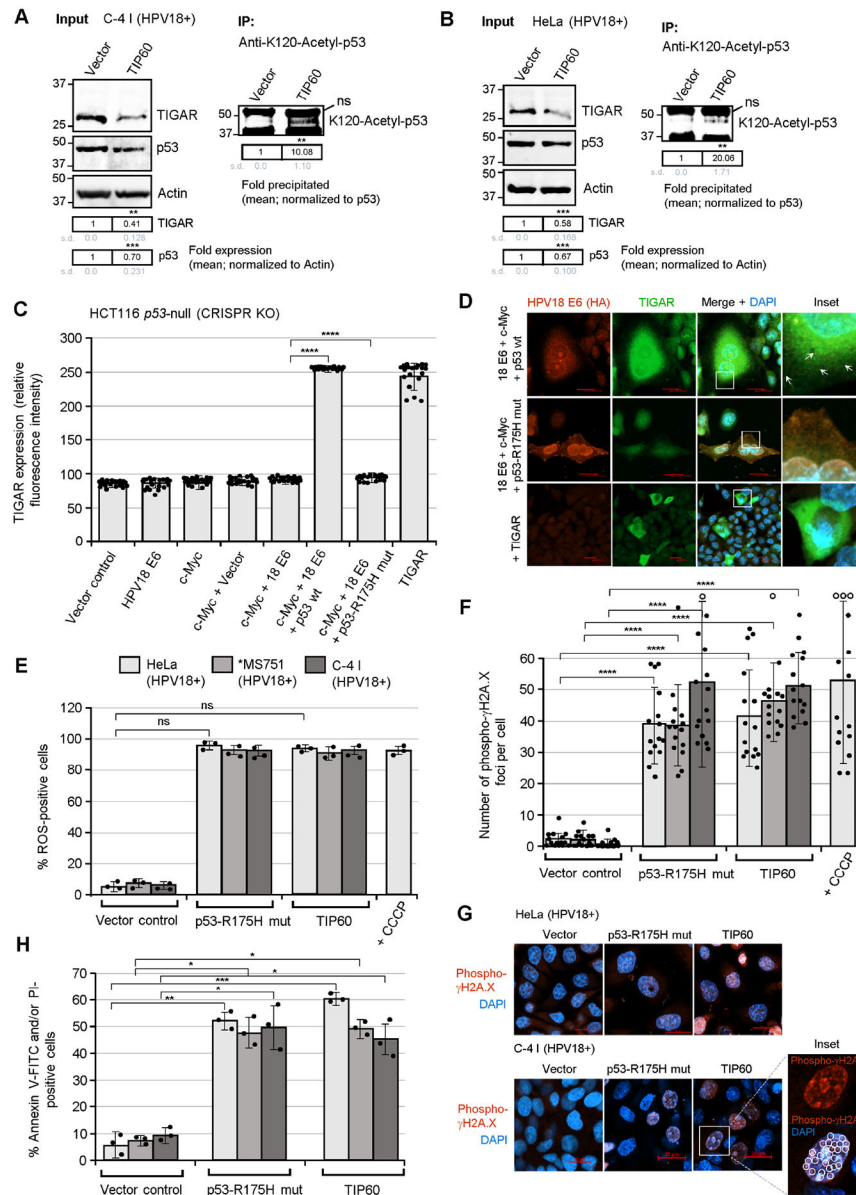 A
Input C-4 I (HPV18+)
IP:
Anti-K120-Acetyl-p53
Vector
TIP60
37
25
TIGAR
50
37
p53
50
37
Actin
1 0.41 TIGAR
**
s.d. 0.0 0.128
***
1 0.70 p53
s.d. 0.0 0.231
Fold expression
(mean; normalized to Actin)
Vector
TIP60
ns
50
37
K120-Acetyl-p53
**
1 10.08
s.d. 0.0 1.10
Fold precipitated
(mean; normalized to p53)
B
Input HeLa (HPV18+)
IP:
Anti-K120-Acetyl-p53
Vector
TIP60
37
25
TIGAR
50
37
p53
50
37
Actin
***
1 0.58 TIGAR
s.d. 0.0 0.168
***
1 0.67 p53
s.d. 0.0 0.100
Fold expression
(mean; normalized to Actin)
Vector
TIP60
ns
50
37
K120-Acetyl-p53
**
1 20.06
s.d. 0.0 1.71
Fold precipitated
(mean; normalized to p53)
C
HCT116 p53-null (CRISPR KO)
TIGAR expression (relative
fluorescence intensity)
300
250
200
150
100
50
0
****
****
Vector control
HPV18 E6
c-Myc
c-Myc + Vector
c-Myc + 18 E6
c-Myc + 18 E6
+ p53 wt
c-Myc + 18 E6
+ p53-R175H mut
TIGAR
D
HPV18 E6 (HA)
TIGAR
Merge + DAPI
Inset
18 E6 + c-Myc
+ p53 wt
18 E6 + c-Myc
+ p53-R175H mut
+ TIGAR
E
HeLa
(HPV18+)
*MS751
(HPV18+)
C-4 I
(HPV18+)
% ROS-positive cells
120
100
80
60
40
20
0
ns
ns
Vector control
p53-R175H mut
TIP60
+ CCCP
F
Number of phospho-γH2A.X
foci per cell
60
50
40
30
20
10
0
****
****
****
****
****
****
Vector control
p53-R175H mut
TIP60
+ CCCP
G
HeLa (HPV18+)
Vector
p53-R175H mut
TIP60
Phospho-
γH2A.X
DAPI
C-4 I (HPV18+)
Vector
p53-R175H mut
TIP60
Phospho-
γH2A.X
DAPI
Inset
Phospho-γH2A
Phospho-γH2A
DAPI
H
% Annexin V-FITC and/or PI-
positive cells
70
60
50
40
30
20
10
0
*
*
***
*
*
**
Vector control
p53-R175H mut
TIP60